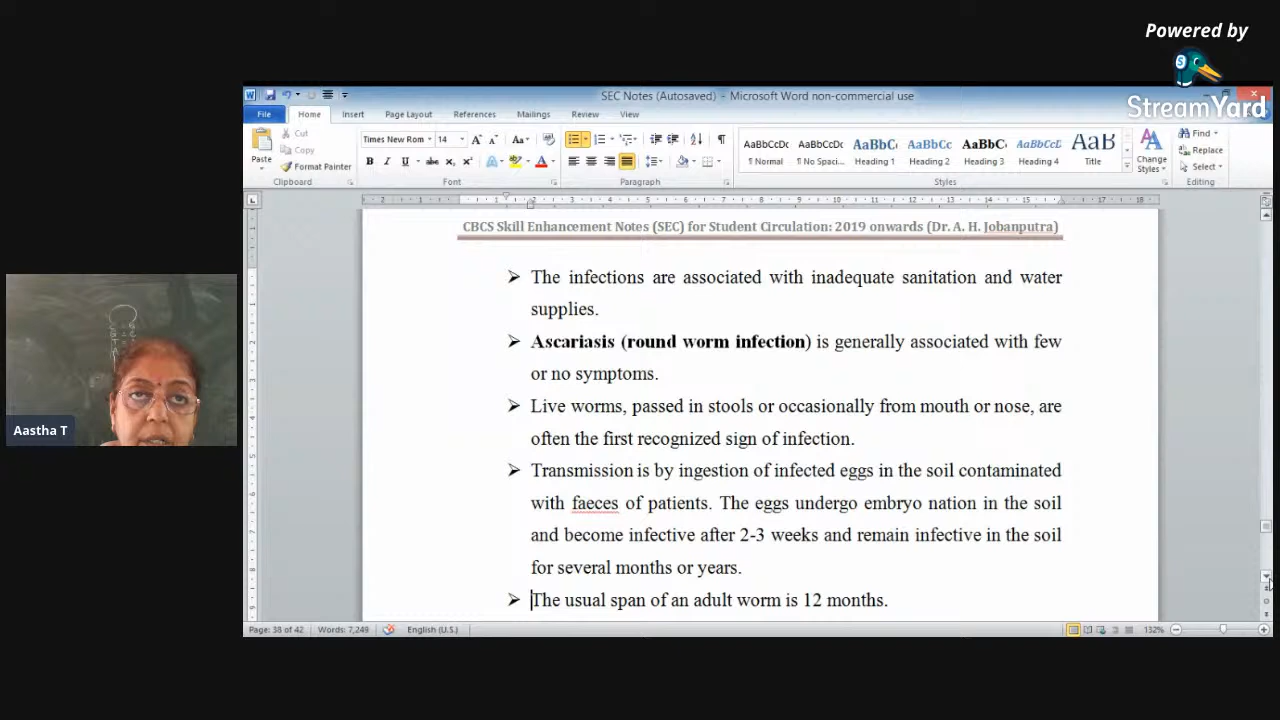 Powered by
StreamYard
SEC Notes (Autosaved) - Microsoft Word non-commercial use
File Home Insert Page Layout References Mailings Review View
Cut
Copy
Paste
Format Painter
Clipboard
Times New Rom 14
Font
Paragraph
AaBbCcDc AaBbCcDc AaBbC AaBbCc AaBbC AaBbCcD AaB
¶ Normal ¶ No Spaci... Heading 1 Heading 2 Heading 3 Heading 4 Title
Change Styles
Styles
Find
Replace
Select
Editing
CBCS Skill Enhancement Notes (SEC) for Student Circulation: 2019 onwards (Dr. A. H. Jobanputra)
➢ The infections are associated with inadequate sanitation and water
supplies.
➢ Ascariasis (round worm infection) is generally associated with few
or no symptoms.
➢ Live worms, passed in stools or occasionally from mouth or nose, are
often the first recognized sign of infection.
➢ Transmission is by ingestion of infected eggs in the soil contaminated
with faeces of patients. The eggs undergo embryo nation in the soil
and become infective after 2-3 weeks and remain infective in the soil
for several months or years.
➢ The usual span of an adult worm is 12 months.
Aastha T
Page: 38 of 42 Words: 7,249 English (U.S.) 132%